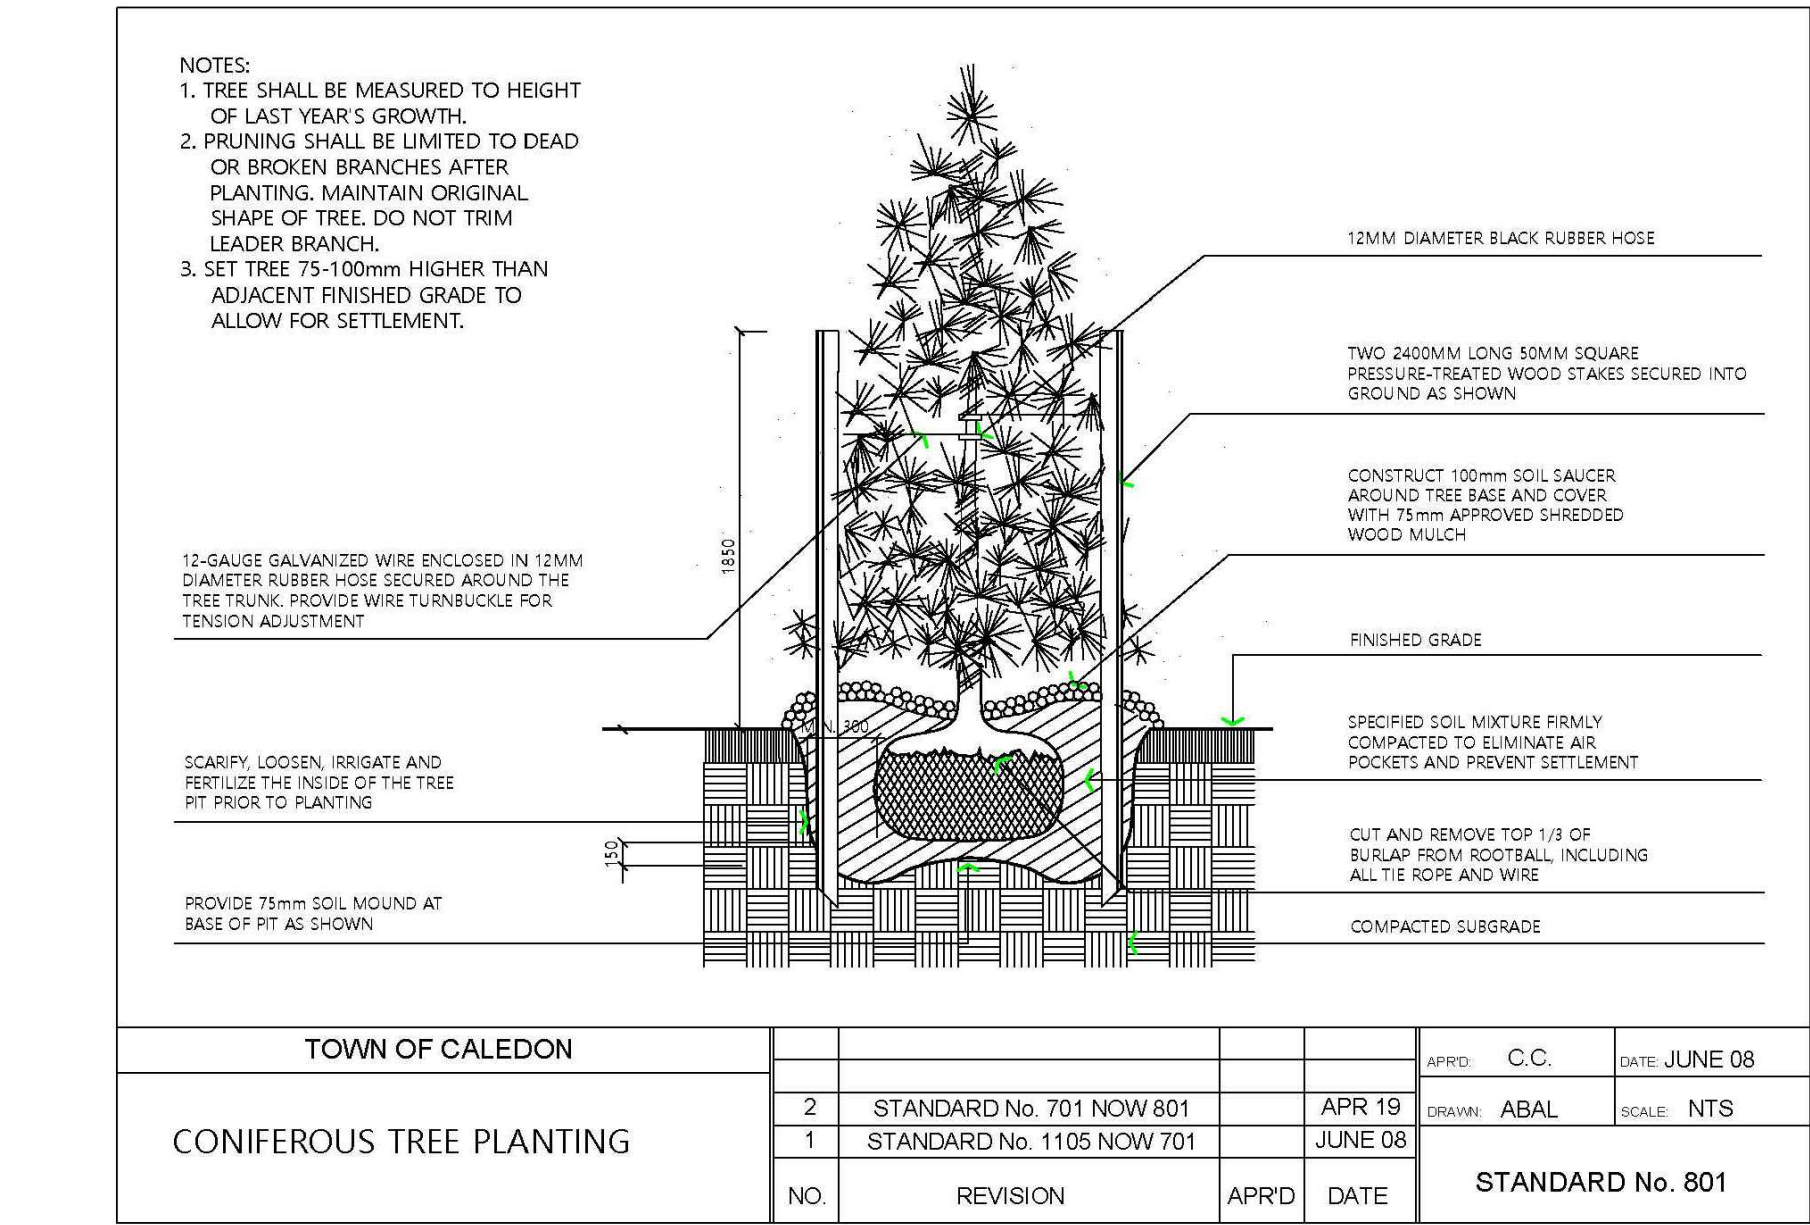 NOTES:
1. TREE SHALL BE MEASURED TO HEIGHT
OF LAST YEAR'S GROWTH.
2. PRUNING SHALL BE LIMITED TO DEAD
OR BROKEN BRANCHES AFTER
PLANTING. MAINTAIN ORIGINAL
SHAPE OF TREE. DO NOT TRIM
LEADER BRANCH.
3. SET TREE 75-100mm HIGHER THAN
ADJACENT FINISHED GRADE TO
ALLOW FOR SETTLEMENT.
12MM DIAMETER BLACK RUBBER HOSE
TWO 2400MM LONG 50MM SQUARE
PRESSURE-TREATED WOOD STAKES SECURED INTO
GROUND AS SHOWN
CONSTRUCT 100mm SOIL SAUCER
AROUND TREE BASE AND COVER
WITH 75mm APPROVED SHREDDED
WOOD MULCH
1850
12-GAUGE GALVANIZED WIRE ENCLOSED IN 12MM
DIAMETER RUBBER HOSE SECURED AROUND THE
TREE TRUNK. PROVIDE WIRE TURNBUCKLE FOR
TENSION ADJUSTMENT
FINISHED GRADE
MIN. 300
SPECIFIED SOIL MIXTURE FIRMLY
COMPACTED TO ELIMINATE AIR
POCKETS AND PREVENT SETTLEMENT
SCARIFY, LOOSEN, IRRIGATE AND
FERTILIZE THE INSIDE OF THE TREE
PIT PRIOR TO PLANTING
150
CUT AND REMOVE TOP 1/3 OF
BURLAP FROM ROOTBALL, INCLUDING
ALL TIE ROPE AND WIRE
PROVIDE 75mm SOIL MOUND AT
BASE OF PIT AS SHOWN
COMPACTED SUBGRADE
TOWN OF CALEDON
CONIFEROUS TREE PLANTING
2 STANDARD No. 701 NOW 801 APR 19
1 STANDARD No. 1105 NOW 701 JUNE 08
NO. REVISION APR'D DATE
APR'D: C.C. DATE: JUNE 08
DRAWN: ABAL SCALE: NTS
STANDARD No. 801